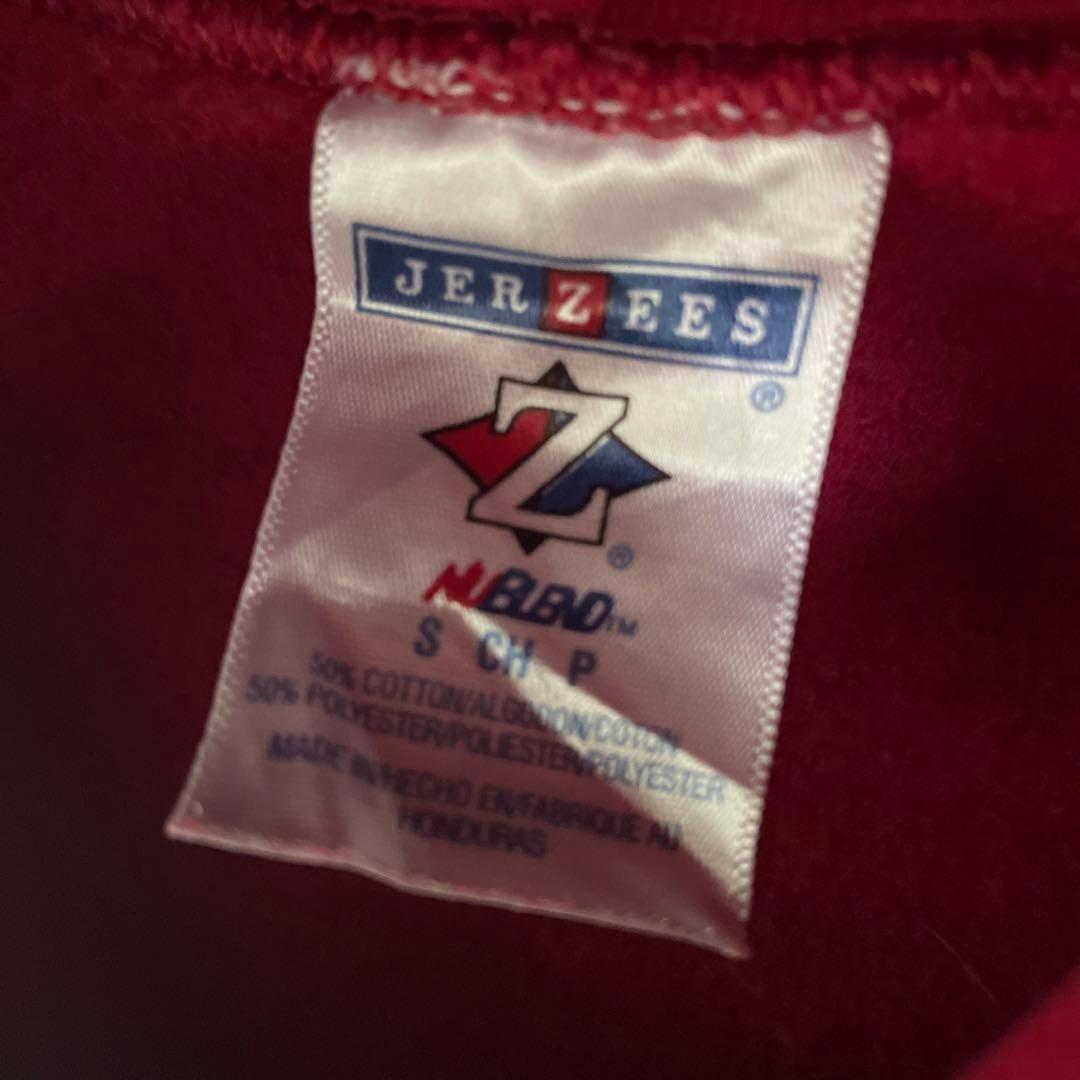 JERZEES
®
Z
®
NUBLEND™
S CH P
50% COTTON/ALGODON/COTON
50% POLYESTER/POLIESTER/POLYESTER
MADE IN/HECHO EN/FABRIQUE AU
HONDURAS